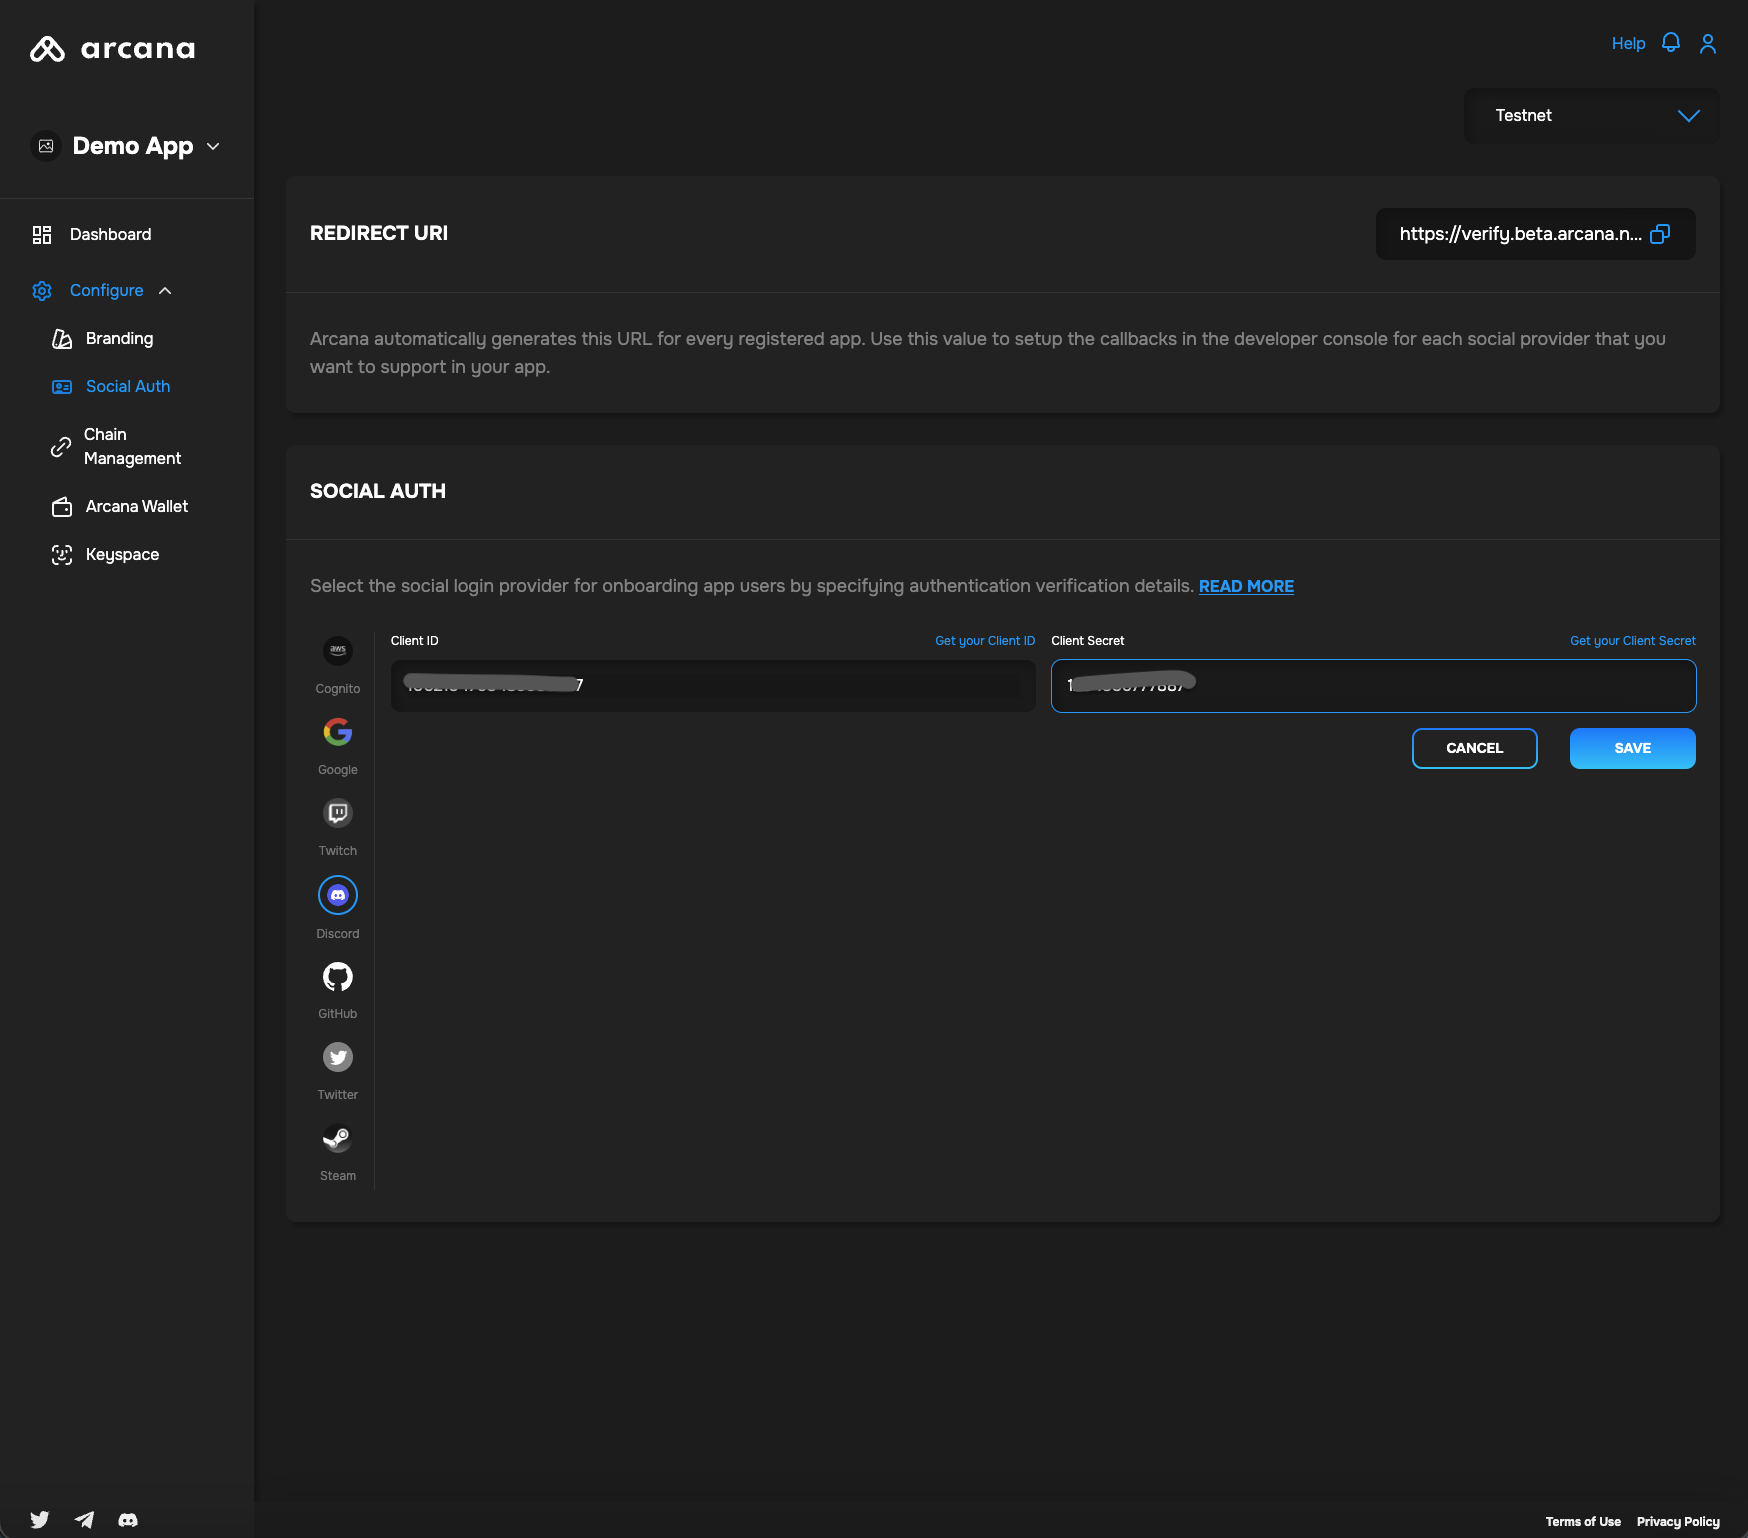 arcana
Help
Testnet
Demo App
Dashboard
Configure
Branding
Social Auth
Chain
Management
Arcana Wallet
Keyspace
REDIRECT URI
https://verify.beta.arcana.n...
Arcana automatically generates this URL for every registered app. Use this value to setup the callbacks in the developer console for each social provider that you
want to support in your app.
SOCIAL AUTH
Select the social login provider for onboarding app users by specifying authentication verification details. READ MORE
Client ID
Get your Client ID
Client Secret
Get your Client Secret
CANCEL
SAVE
aws
Cognito
Google
Twitch
Discord
GitHub
Twitter
Steam
Terms of Use
Privacy Policy